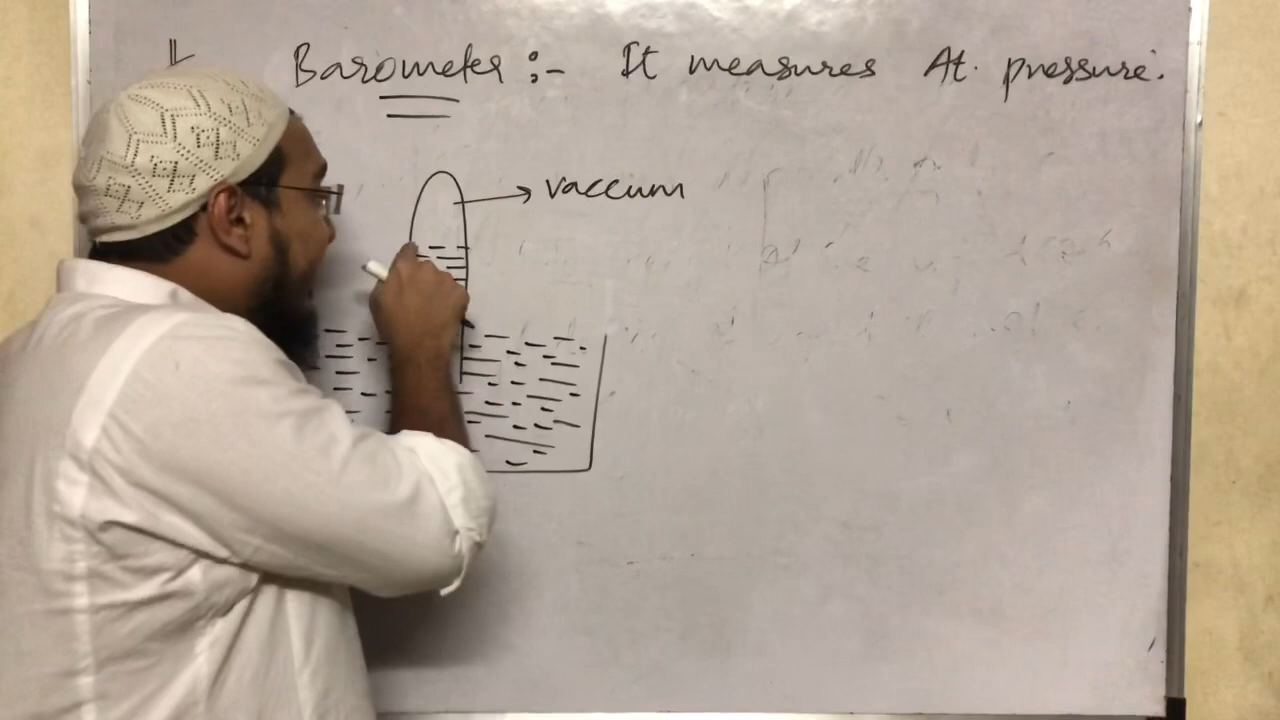 Barometer :- It measures At. pressure.
vaccum